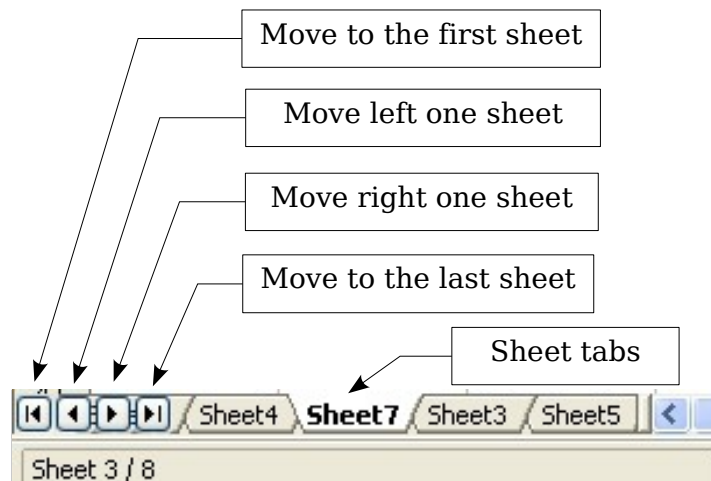 Move to the first sheet
Move left one sheet
Move right one sheet
Move to the last sheet
Sheet tabs
Sheet4 Sheet7 Sheet3 Sheet5
Sheet 3 / 8